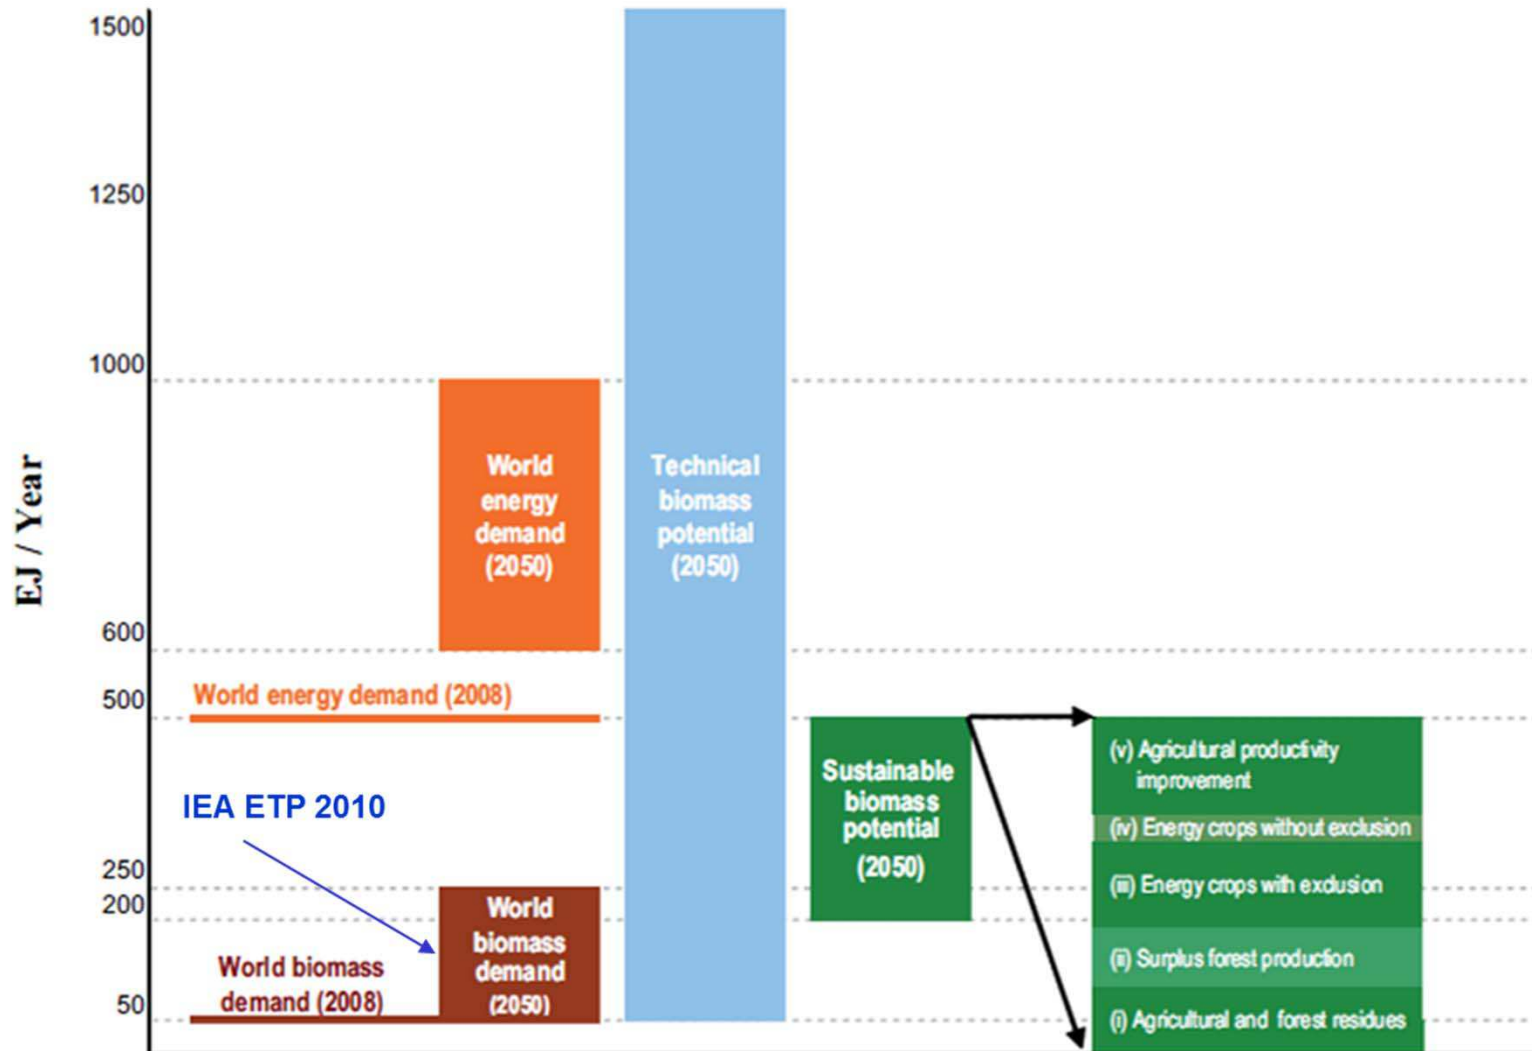 EJ / Year
1500
1250
1000
600
500
250
200
50
World
energy
demand
(2050)
World energy demand (2008)
IEA ETP 2010
World biomass
demand (2008)
World
biomass
demand
(2050)
Technical
biomass
potential
(2050)
Sustainable
biomass
potential
(2050)
(v) Agricultural productivity
improvement
(iv) Energy crops without exclusion
(iii) Energy crops with exclusion
(ii) Surplus forest production
(i) Agricultural and forest residues